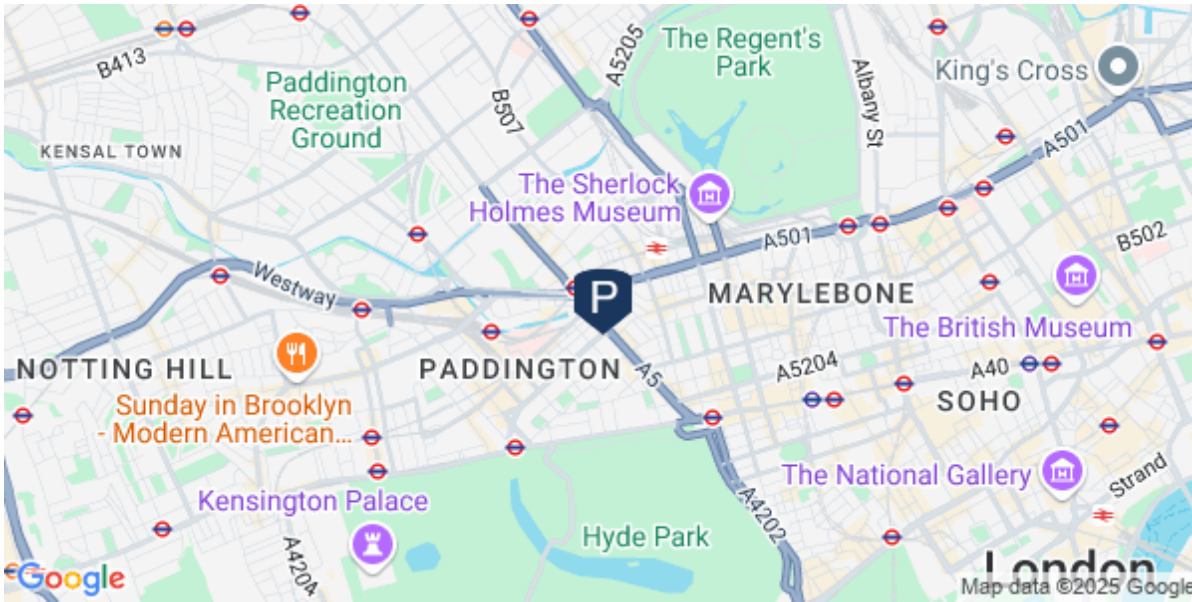 B413
A5205
The Regent's
Park
Albany St
King's Cross
Paddington
Recreation
Ground
B507
A501
KENSAL TOWN
The Sherlock
Holmes Museum
A501
B502
Westway
P
MARYLEBONE
The British Museum
NOTTING HILL
PADDINGTON
A5
A5204
A40
SOHO
Sunday in Brooklyn
- Modern American...
The National Gallery
Strand
Kensington Palace
A4202
Hyde Park
A4204
London
Google
Map data ©2025 Google